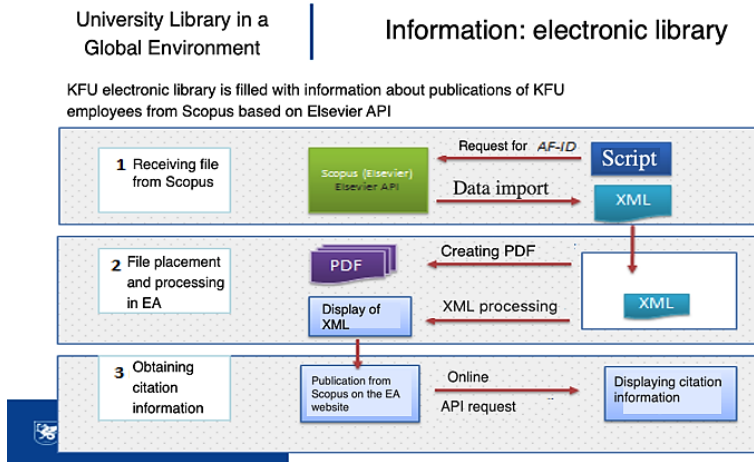 University Library in a
Global Environment
Information: electronic library
KFU electronic library is filled with information about publications of KFU
employees from Scopus based on Elsevier API
1 Receiving file
from Scopus
Scopus (Elsevier)
Elsevier API
Request for AF-ID
Script
Data import
XML
2 File placement
and processing
in EA
PDF
Creating PDF
XML
Display of
XML
XML processing
3 Obtaining
citation
information
Publication from
Scopus on the EA
website
Online
API request
Displaying citation
information